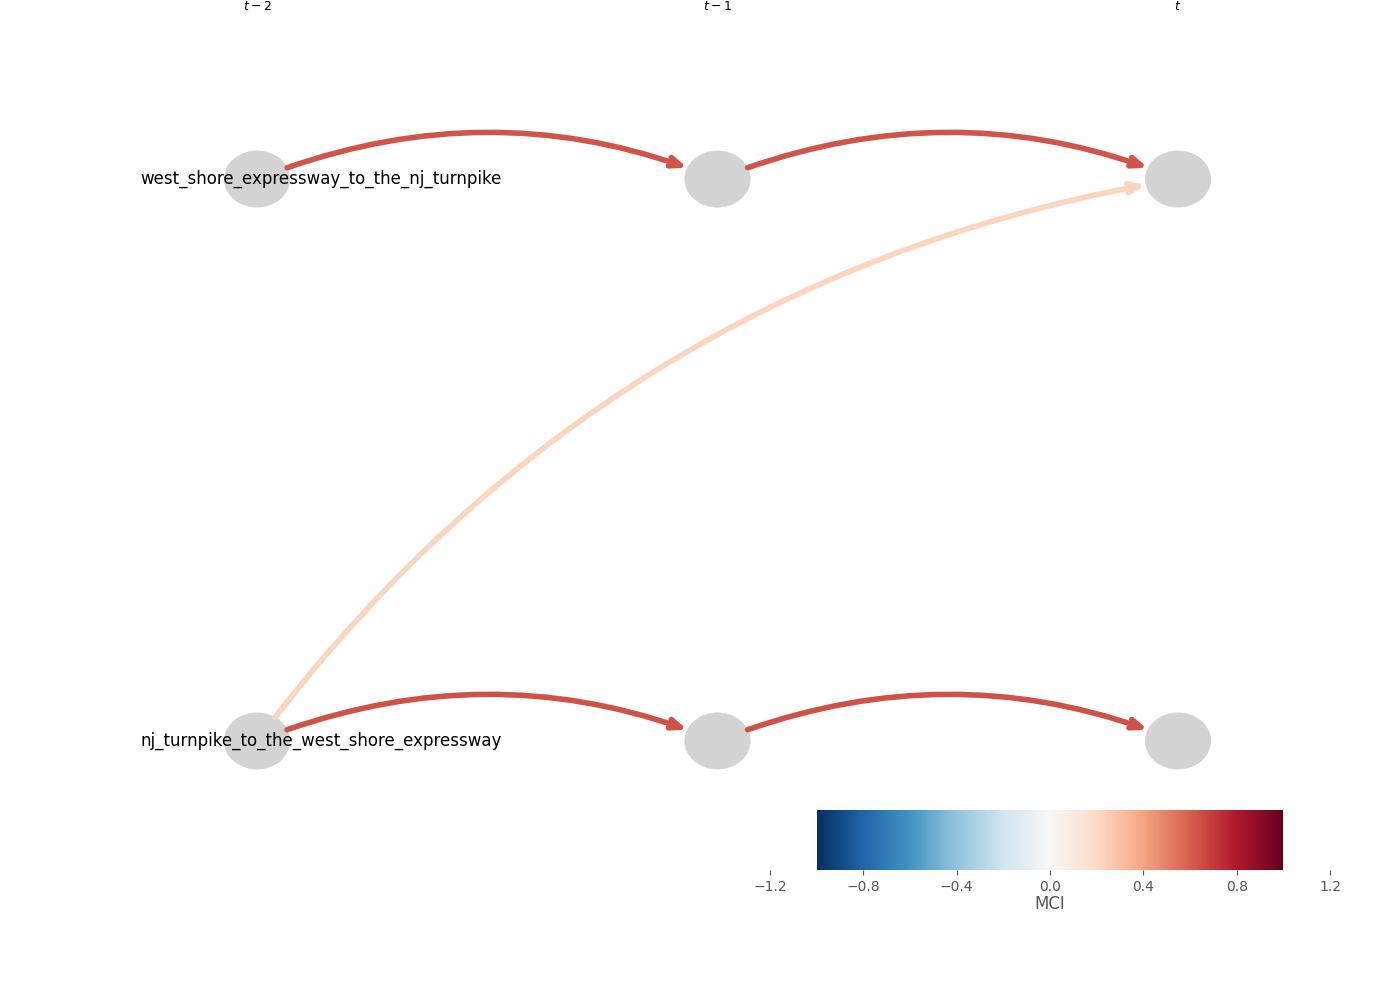 t − 2 t − 1 t
west_shore_expressway_to_the_nj_turnpike
nj_turnpike_to_the_west_shore_expressway
−1.2 −0.8 −0.4 0.0 0.4 0.8 1.2
MCI